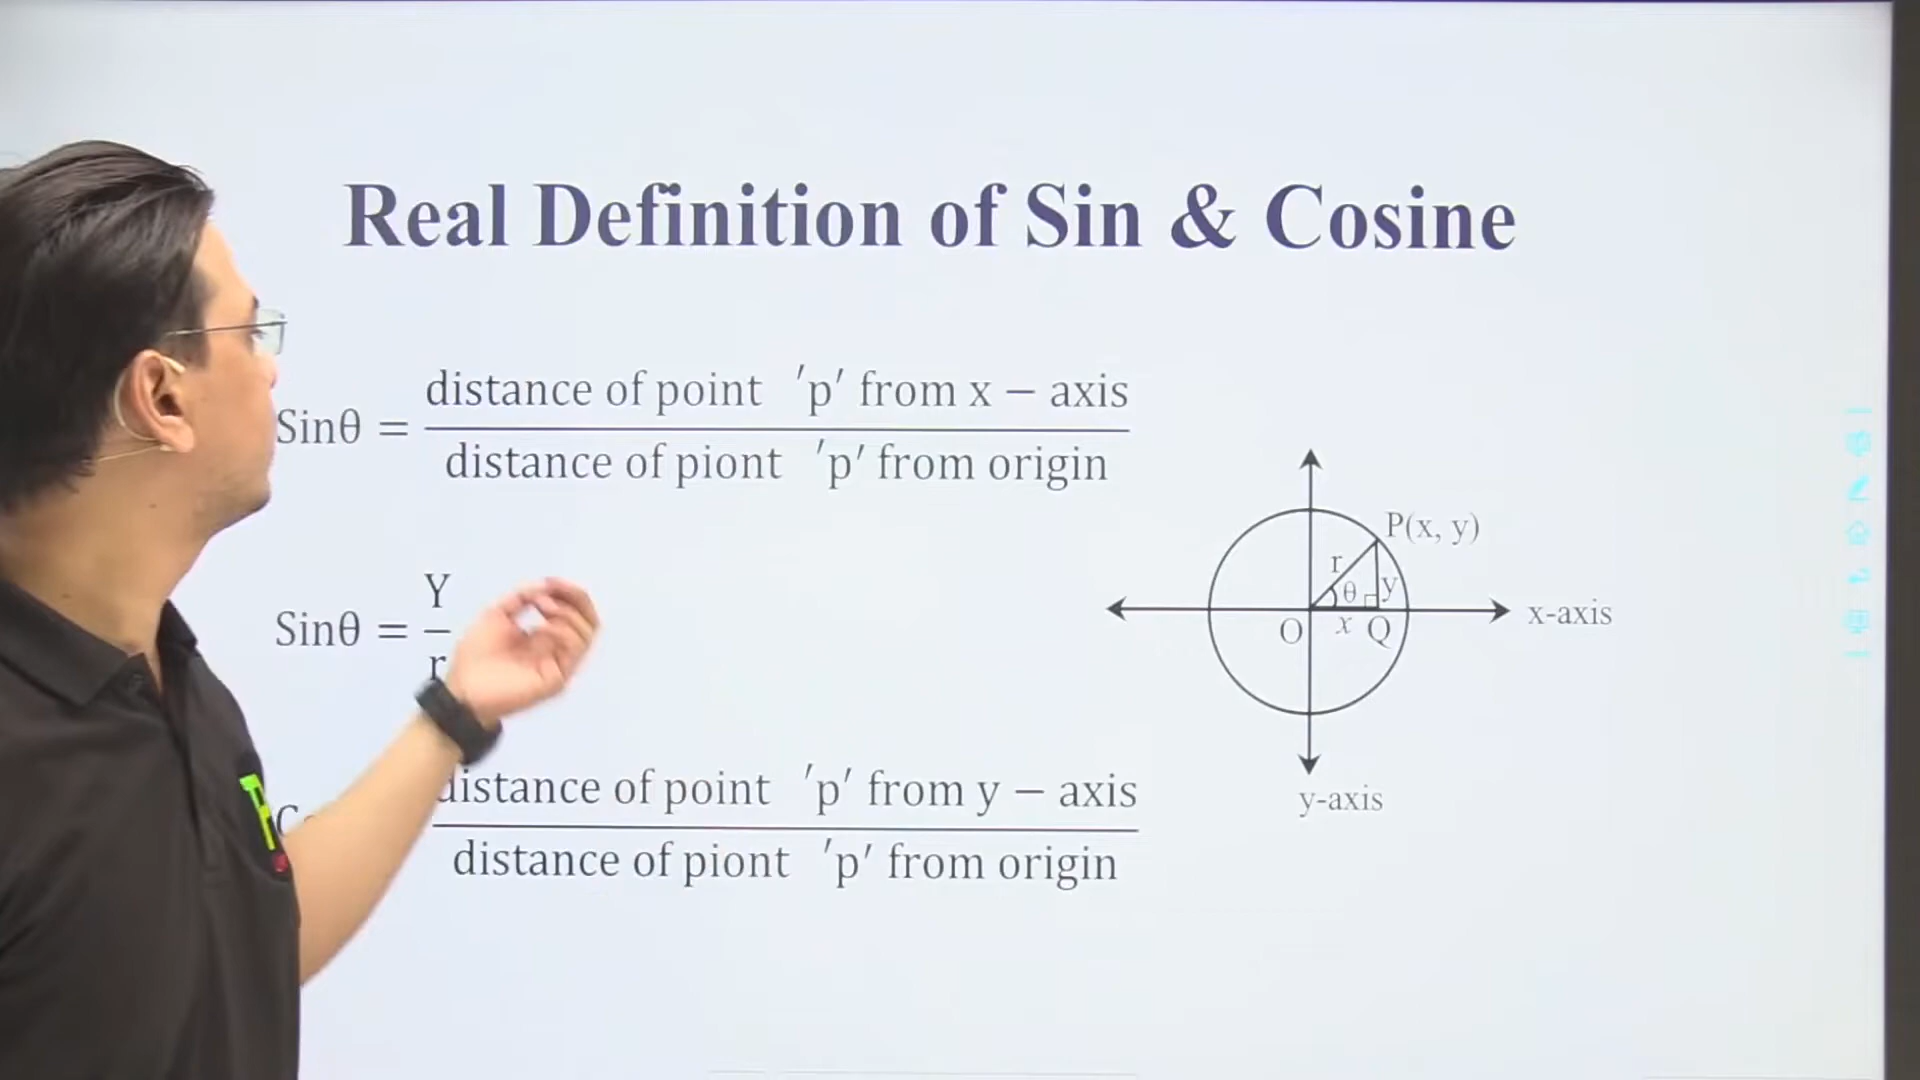 Real Definition of Sin & Cosine
Sinθ = distance of point 'p' from x − axis
distance of piont 'p' from origin
Sinθ = Y
r
distance of point 'p' from y − axis
distance of piont 'p' from origin
P(x, y)
r
θ
y
O
x
Q
x-axis
y-axis